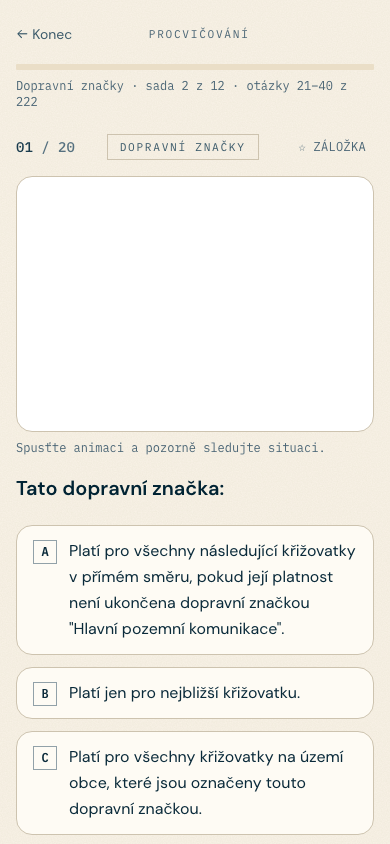 ← Konec
PROCVIČOVÁNÍ
Dopravní značky · sada 2 z 12 · otázky 21–40 z
222
01 / 20
DOPRAVNÍ ZNAČKY
☆ ZÁLOŽKA
Spusťte animaci a pozorně sledujte situaci.
Tato dopravní značka:
A
Platí pro všechny následující křižovatky
v přímém směru, pokud její platnost
není ukončena dopravní značkou
"Hlavní pozemní komunikace".
B
Platí jen pro nejbližší křižovatku.
C
Platí pro všechny křižovatky na území
obce, které jsou označeny touto
dopravní značkou.